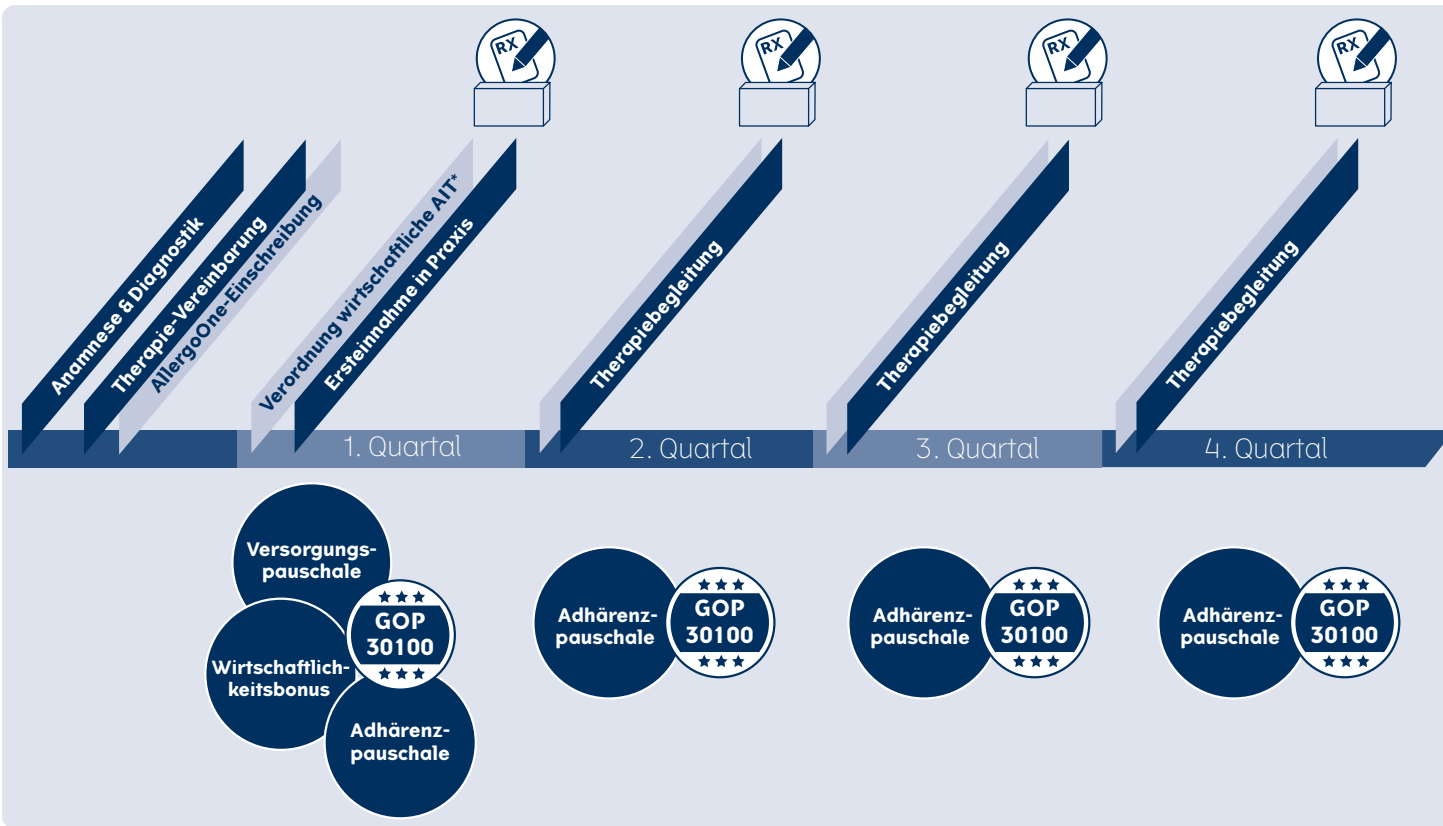 RX
RX
RX
RX
Anamnese & Diagnostik
Therapie-Vereinbarung
AllergoOne-Einschreibung
Verordnung wirtschaftliche AIT*
Ersteinnahme in Praxis
Therapiebegleitung
Therapiebegleitung
Therapiebegleitung
1. Quartal
2. Quartal
3. Quartal
4. Quartal
Versorgungs-
pauschale
GOP
30100
Wirtschaftlich-
keitsbonus
Adhärenz-
pauschale
Adhärenz-
pauschale
GOP
30100
Adhärenz-
pauschale
GOP
30100
Adhärenz-
pauschale
GOP
30100